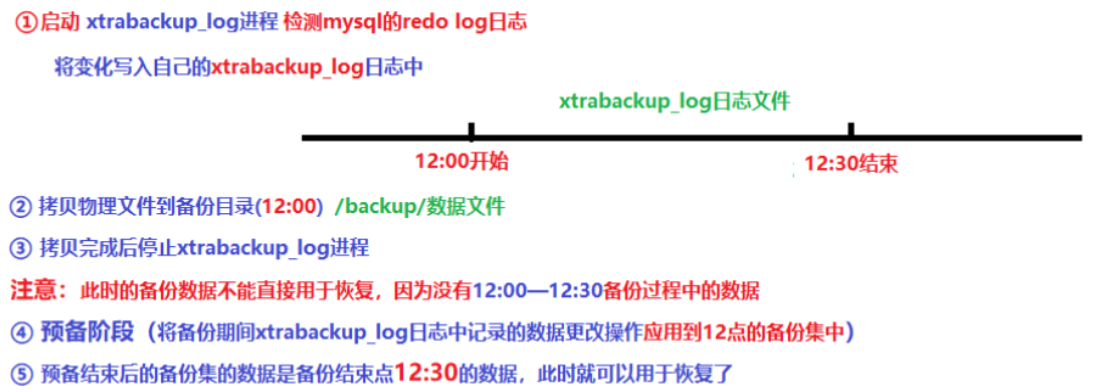 ①启动 xtrabackup_log进程 检测mysql的redo log日志
将变化写入自己的xtrabackup_log日志中
xtrabackup_log日志文件
12:00开始
12:30结束
② 拷贝物理文件到备份目录(12:00) /backup/数据文件
③ 拷贝完成后停止xtrabackup_log进程
注意：此时的备份数据不能直接用于恢复，因为没有12:00—12:30备份过程中的数据
④ 预备阶段（将备份期间xtrabackup_log日志中记录的数据更改操作应用到12点的备份集中）
⑤ 预备结束后的备份集的数据是备份结束点12:30的数据，此时就可以用于恢复了